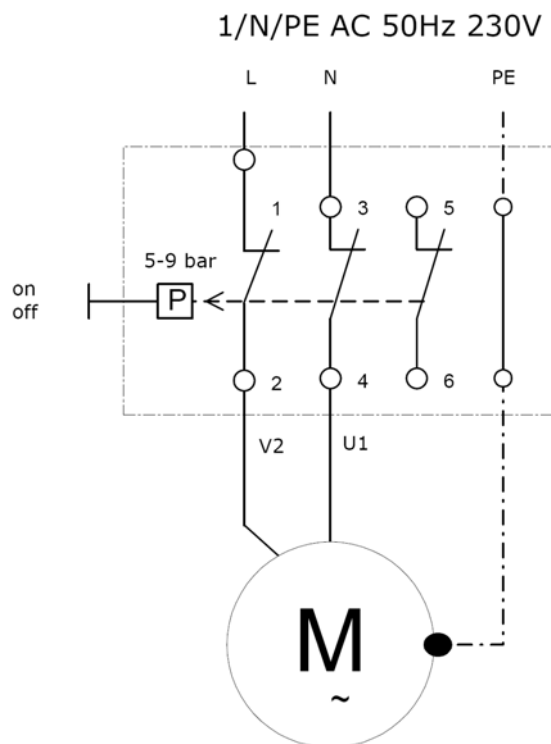 1/N/PE AC 50Hz 230V
L N PE
1 3 5
5-9 bar
on
off
P
2 4 6
V2 U1
M
~